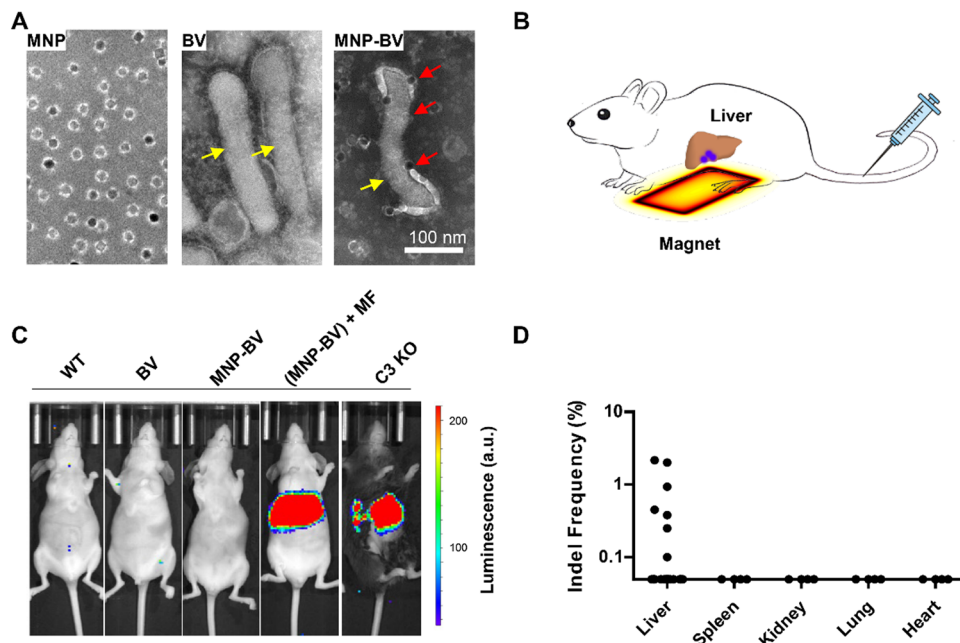 A
MNP
BV
MNP-BV
100 nm
B
Liver
Magnet
C
WT
BV
MNP-BV
(MNP-BV) + MF
C3 KO
200
100
Luminescence (a.u.)
D
Indel Frequency (%)
10
1
0.1
Liver
Spleen
Kidney
Lung
Heart